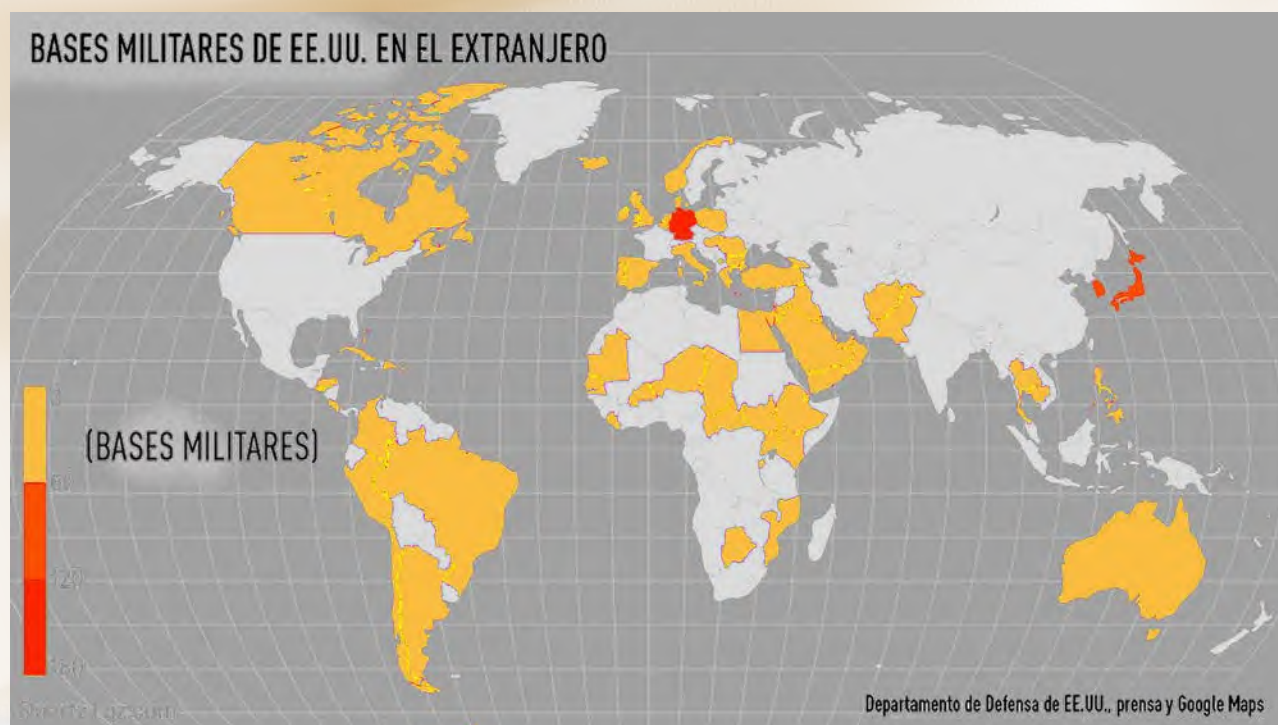 BASES MILITARES DE EE.UU. EN EL EXTRANJERO
(BASES MILITARES)
60
120
180
Departamento de Defensa de EE.UU., prensa y Google Maps